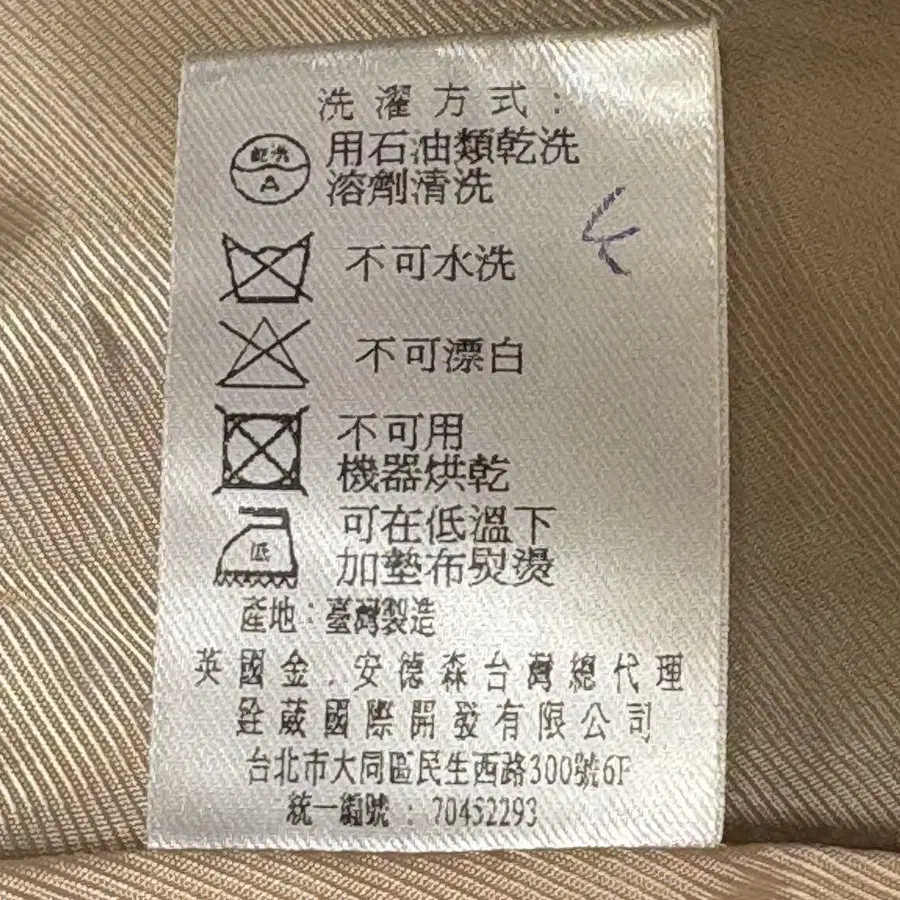 洗濯方式:
乾洗
A
用石油類乾洗
溶劑清洗
不可水洗
不可漂白
不可用
機器烘乾
低
可在低溫下
加墊布熨燙
產地:臺灣製造
英國金.安德森台灣總代理
銓葳國際開發有限公司
台北市大同區民生西路300號6F
統一編號:70452293